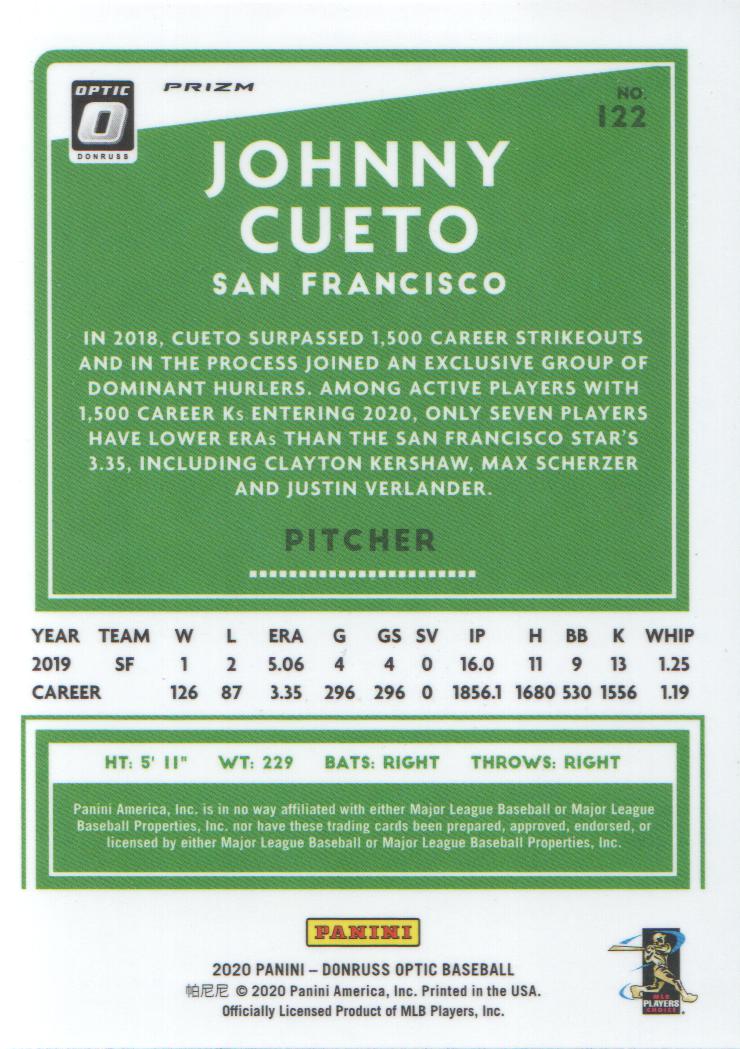 OPTIC
O
DONRUSS
PRIZM
NO.
122
JOHNNY
CUETO
SAN FRANCISCO
IN 2018, CUETO SURPASSED 1,500 CAREER STRIKEOUTS
AND IN THE PROCESS JOINED AN EXCLUSIVE GROUP OF
DOMINANT HURLERS. AMONG ACTIVE PLAYERS WITH
1,500 CAREER Ks ENTERING 2020, ONLY SEVEN PLAYERS
HAVE LOWER ERAs THAN THE SAN FRANCISCO STAR'S
3.35, INCLUDING CLAYTON KERSHAW, MAX SCHERZER
AND JUSTIN VERLANDER.
PITCHER
YEAR TEAM W L ERA G GS SV IP H BB K WHIP
2019 SF 1 2 5.06 4 4 0 16.0 11 9 13 1.25
CAREER 126 87 3.35 296 296 0 1856.1 1680 530 1556 1.19
HT: 5' 11" WT: 229 BATS: RIGHT THROWS: RIGHT
Panini America, Inc. is in no way affiliated with either Major League Baseball or Major League
Baseball Properties, Inc. nor have these trading cards been prepared, approved, endorsed, or
licensed by either Major League Baseball or Major League Baseball Properties, Inc.
PANINI
2020 PANINI – DONRUSS OPTIC BASEBALL
帕尼尼 © 2020 Panini America, Inc. Printed in the USA.
Officially Licensed Product of MLB Players, Inc.
MLB
PLAYERS
CHOICE